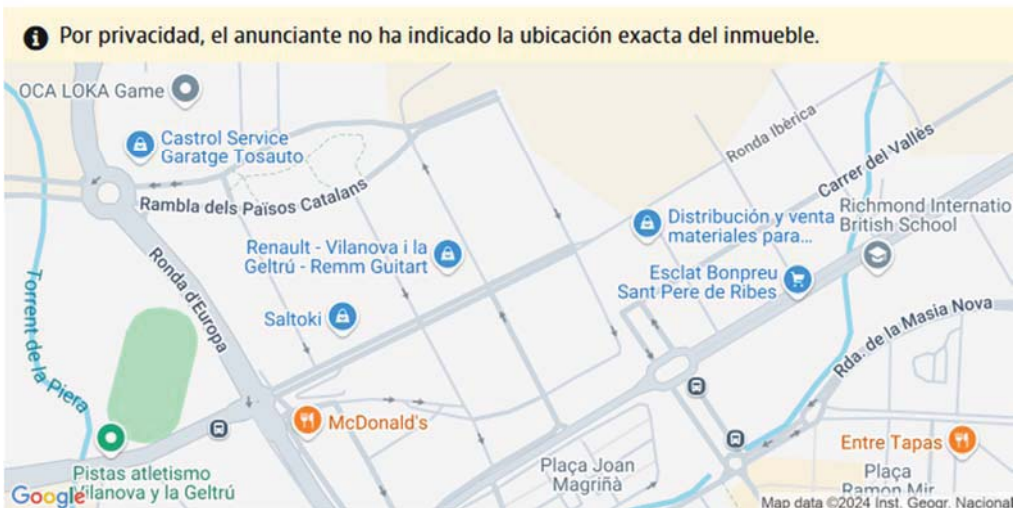 Por privacidad, el anunciante no ha indicado la ubicación exacta del inmueble.
OCA LOKA Game
Castrol Service
Garatge Tosauto
Rambla dels Països Catalans
Ronda Ibèrica
Carrer del Vallès
Distribución y venta
materiales para...
Richmond Internatio
British School
Renault - Vilanova i la
Geltrú - Remm Guitart
Esclat Bonpreu
Sant Pere de Ribes
Ronda d'Europa
Torrent de la Piera
Saltoki
Rda. de la Masia Nova
McDonald's
Entre Tapas
Plaça Joan
Magriñà
Plaça
Ramon Mir
Pistas atletismo
Vilanova y la Geltrú
Google
Map data ©2024 Inst. Geogr. Nacional